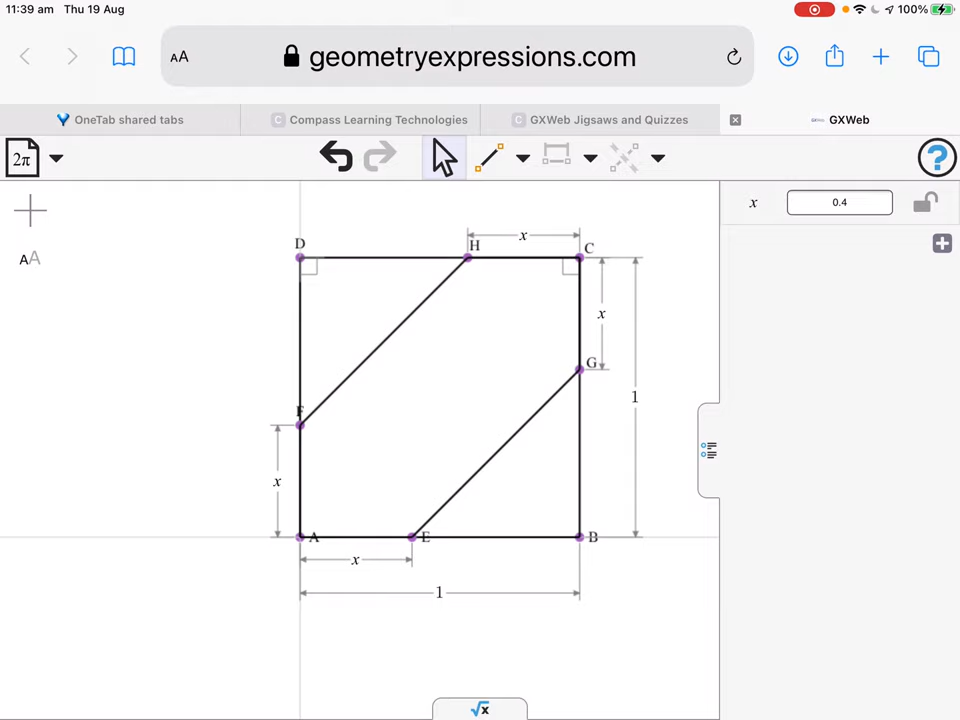 11:39 am Thu 19 Aug 100%
AA geometryexpressions.com
OneTab shared tabs
Compass Learning Technologies
GXWeb Jigsaws and Quizzes
GXWeb
2π ?
x 0.4
AA
D H x C
x
G
1
F
x
A E B
x
1
√x